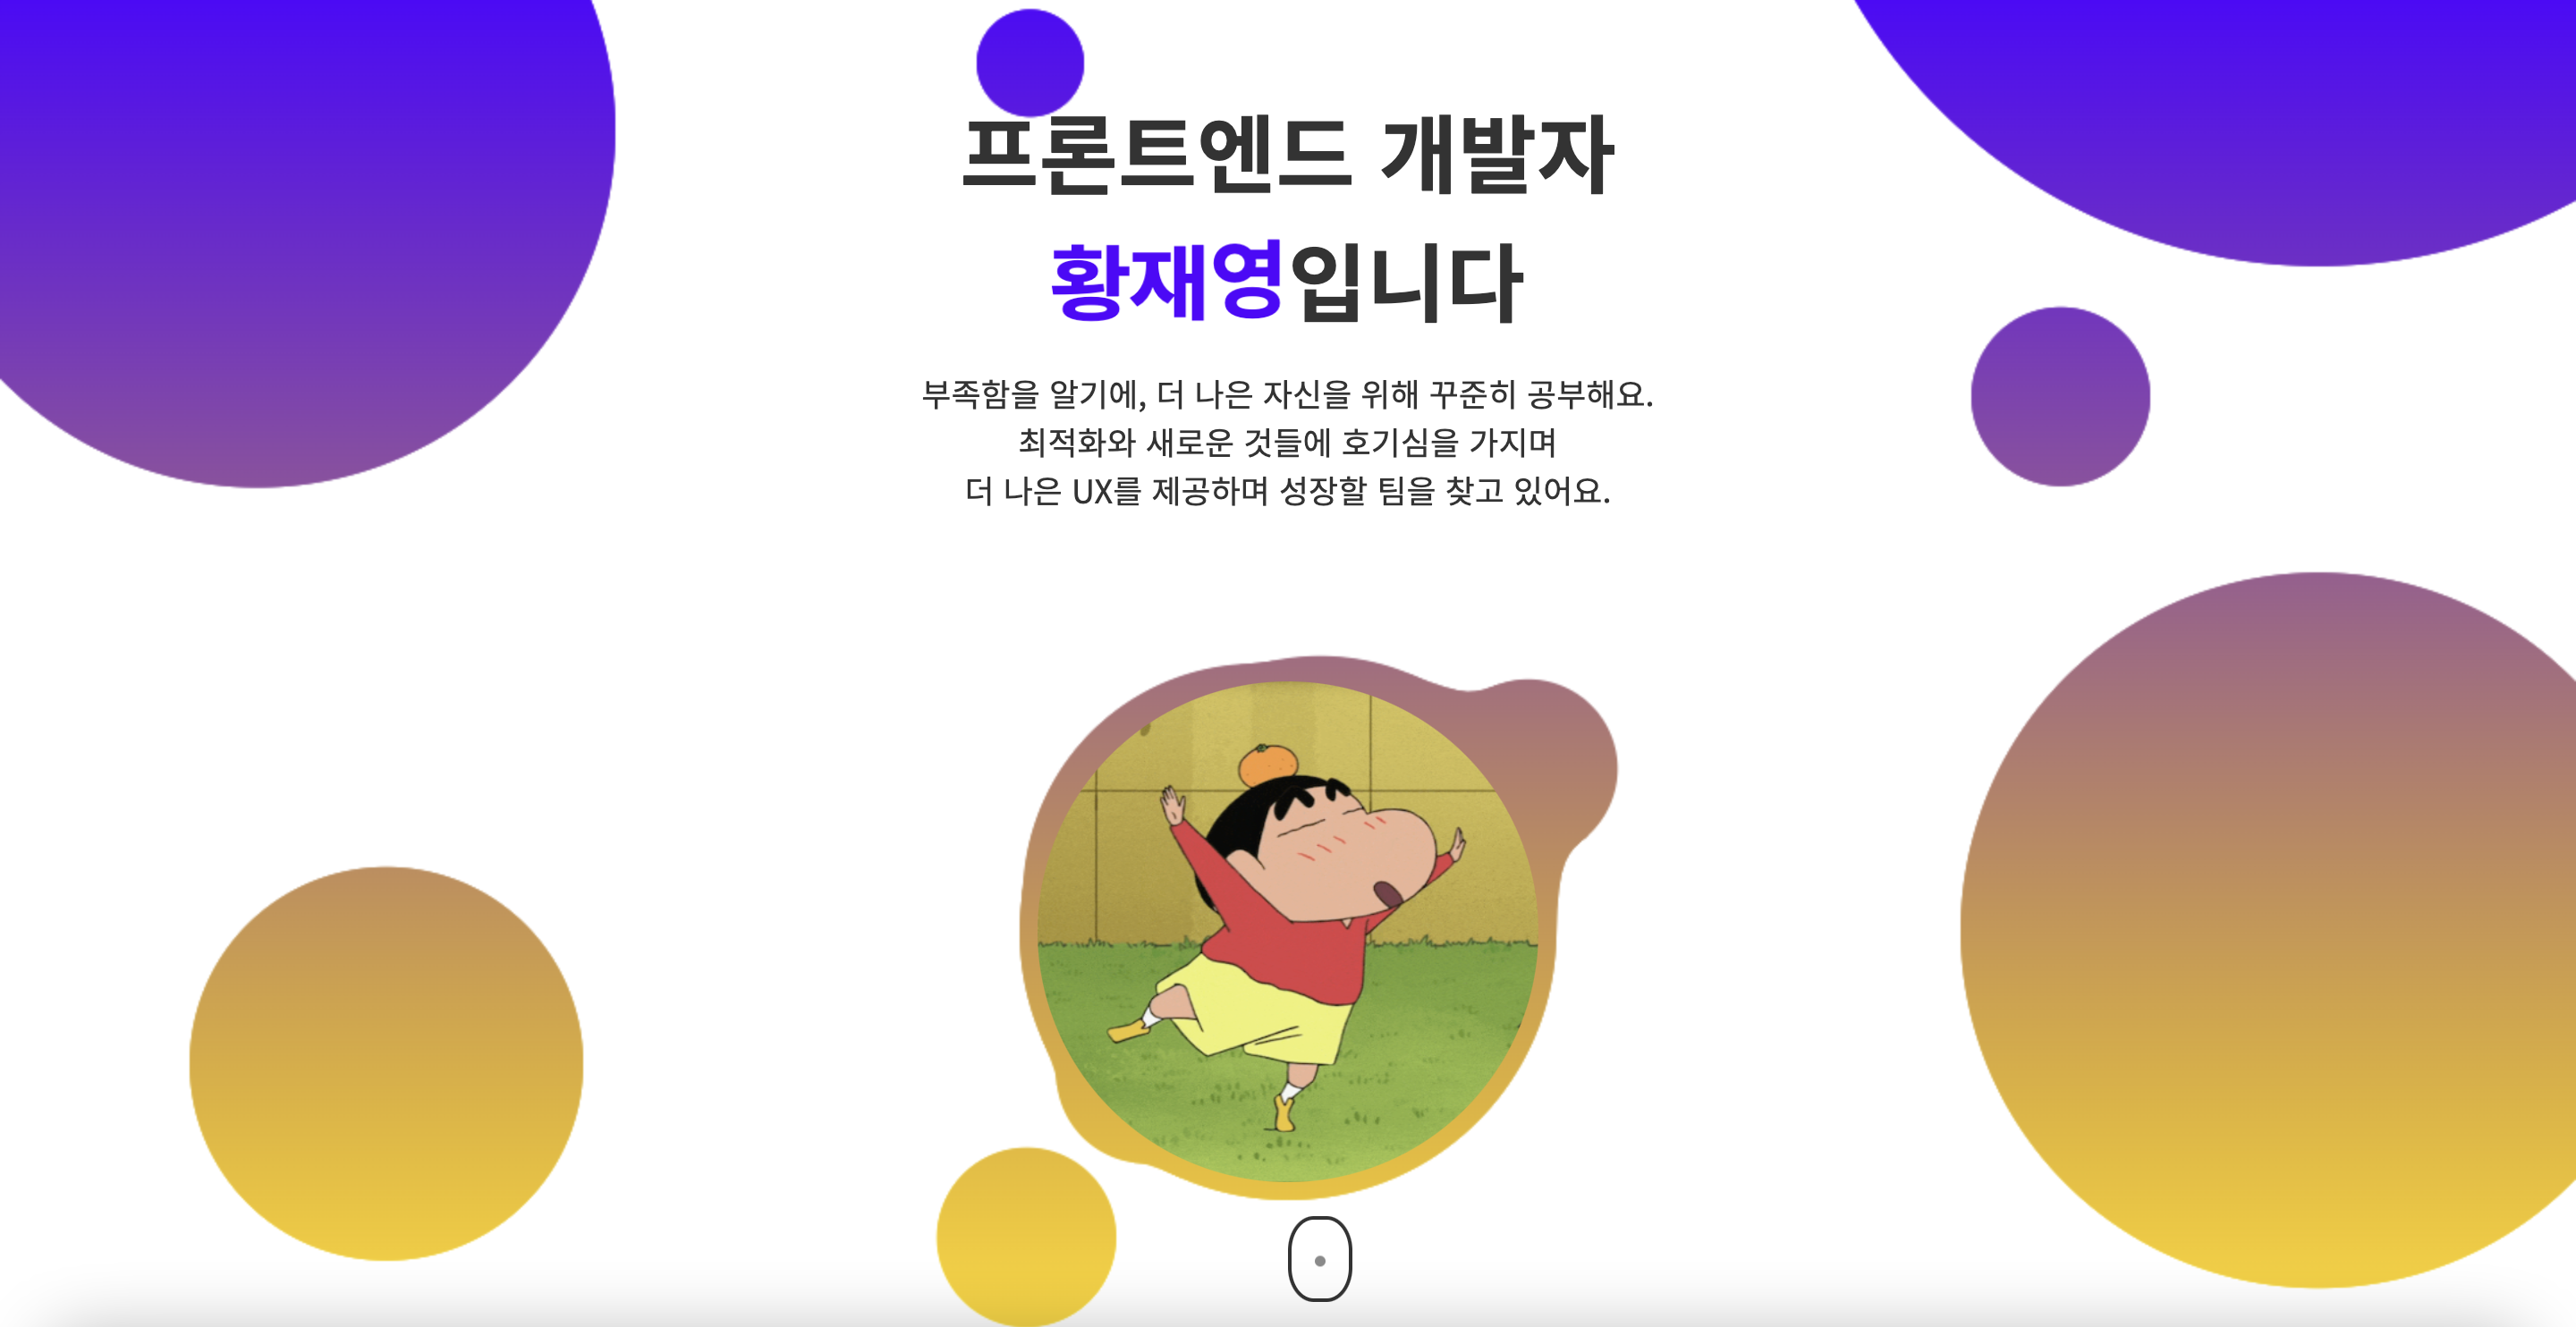 프론트엔드 개발자
황재영입니다
부족함을 알기에, 더 나은 자신을 위해 꾸준히 공부해요.
최적화와 새로운 것들에 호기심을 가지며
더 나은 UX를 제공하며 성장할 팀을 찾고 있어요.